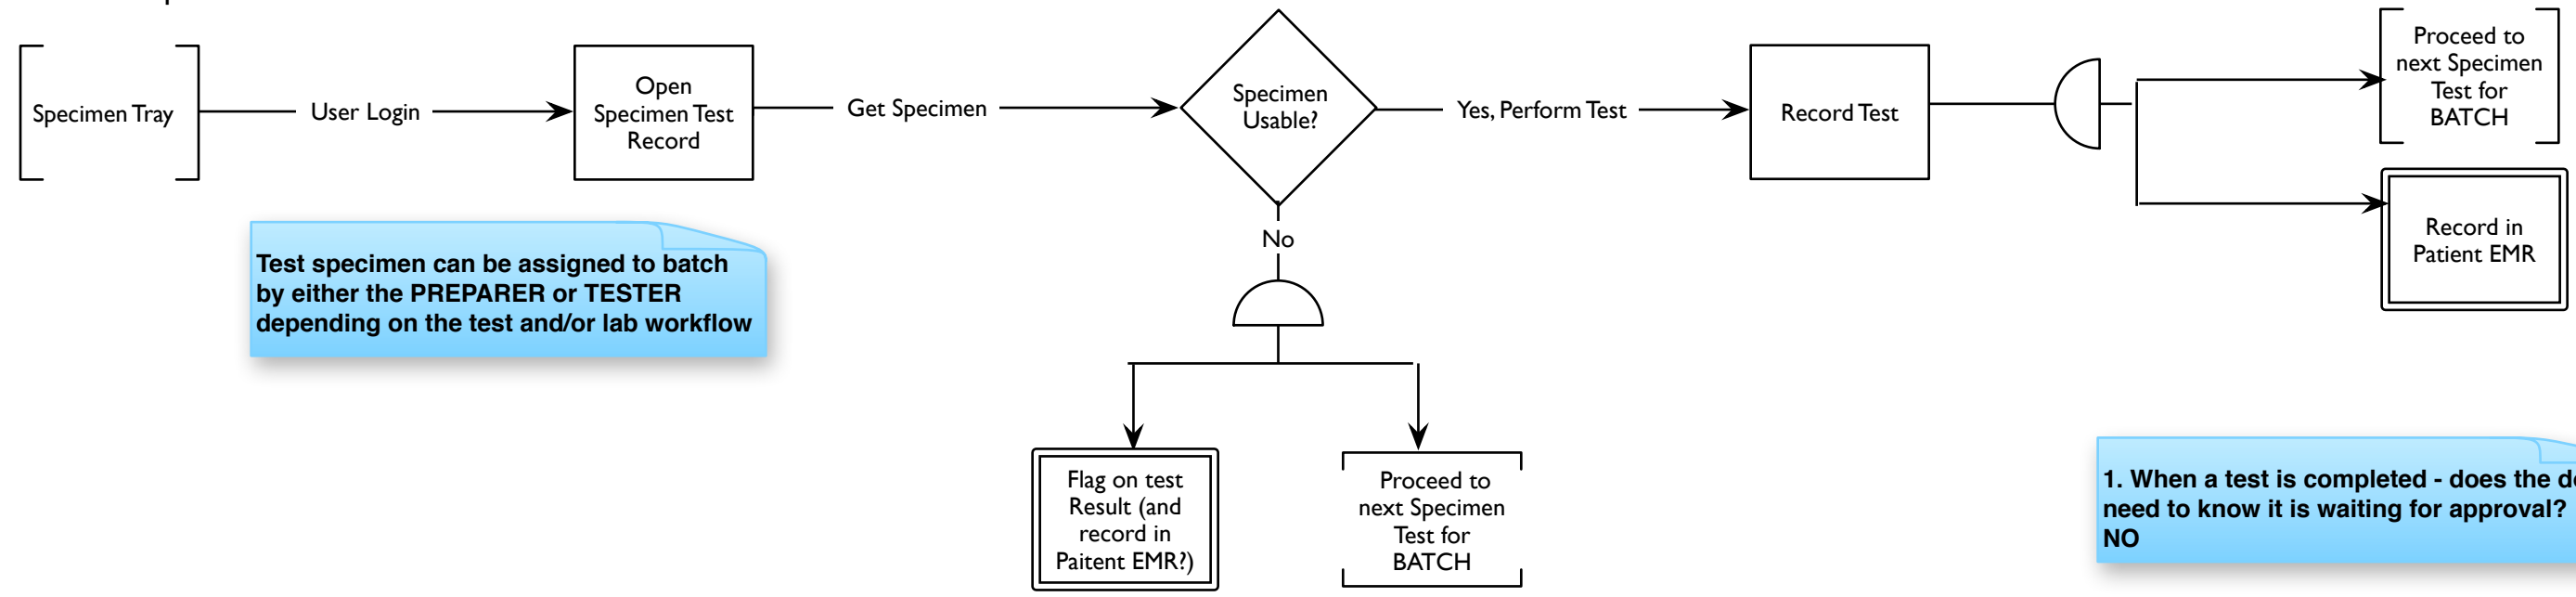 Specimen Tray
User Login
Open
Specimen Test
Record
Get Specimen
Specimen
Usable?
Yes, Perform Test
Record Test
Proceed to
next Specimen
Test for
BATCH
Record in
Patient EMR
No
Test specimen can be assigned to batch
by either the PREPARER or TESTER
depending on the test and/or lab workflow
Flag on test
Result (and
record in
Paitent EMR?)
Proceed to
next Specimen
Test for
BATCH
1. When a test is completed - does the
need to know it is waiting for approval?
NO